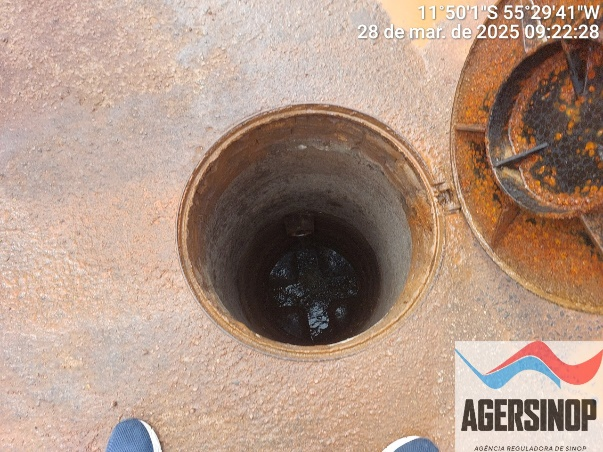 11°50'1"S 55°29'41"W
28 de mar. de 2025 09:22:28
AGERSINOP
AGÊNCIA REGULADORA DE SINOP